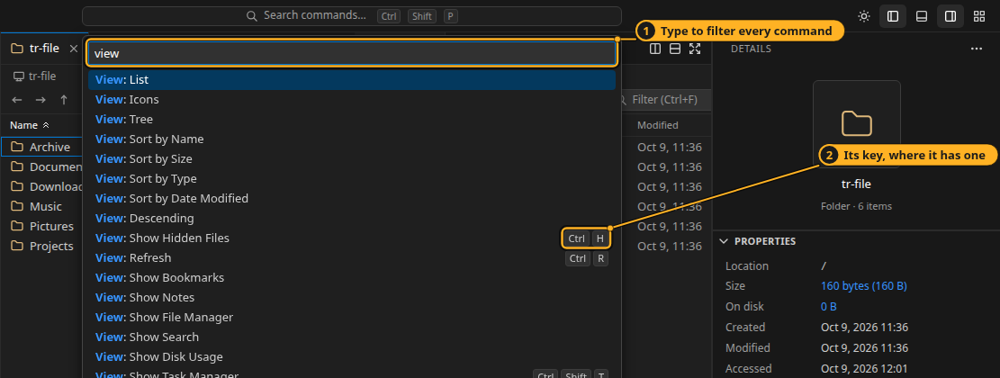 Search commands... Ctrl Shift P
1 Type to filter every command
tr-file
DETAILS
view
tr-file
View: List
View: Icons
Filter (Ctrl+F)
View: Tree
Name
Modified
View: Sort by Name
Archive
Oct 9, 11:36
View: Sort by Size
2 Its key, where it has one
Documen
Oct 9, 11:36
View: Sort by Type
Download
Oct 9, 11:36
tr-file
View: Sort by Date Modified
Music
Oct 9, 11:36
Folder · 6 items
View: Descending
Pictures
Oct 9, 11:36
View: Show Hidden Files Ctrl H
Projects
Oct 9, 11:36
PROPERTIES
View: Refresh Ctrl R
Location /
View: Show Bookmarks
Size 160 bytes (160 B)
View: Show Notes
On disk 0 B
View: Show File Manager
Created Oct 9, 2026 11:36
View: Show Search
Modified Oct 9, 2026 11:36
View: Show Disk Usage
Accessed Oct 9, 2026 12:01
View: Show Task Manager Ctrl Shift T